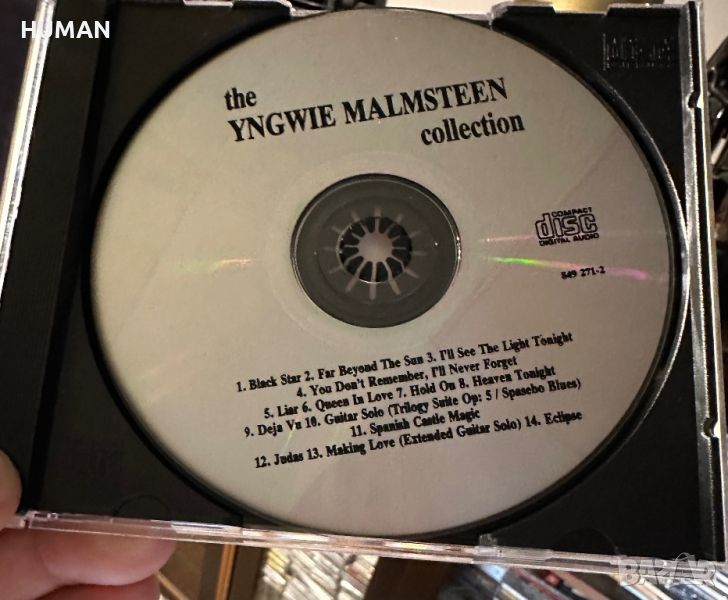 HUMAN
the
YNGWIE MALMSTEEN
collection
COMPACT
disc
DIGITAL AUDIO
849 271-2
1. Black Star 2. Far Beyond The Sun 3. I'll See The Light Tonight
4. You Don't Remember, I'll Never Forget
5. Liar 6. Queen In Love 7. Hold On 8. Heaven Tonight
9. Deja Vu 10. Guitar Solo (Trilogy Suite Op: 5 / Spasebo Blues)
11. Spanish Castle Magic
12. Judas 13. Making Love (Extended Guitar Solo) 14. Eclipse